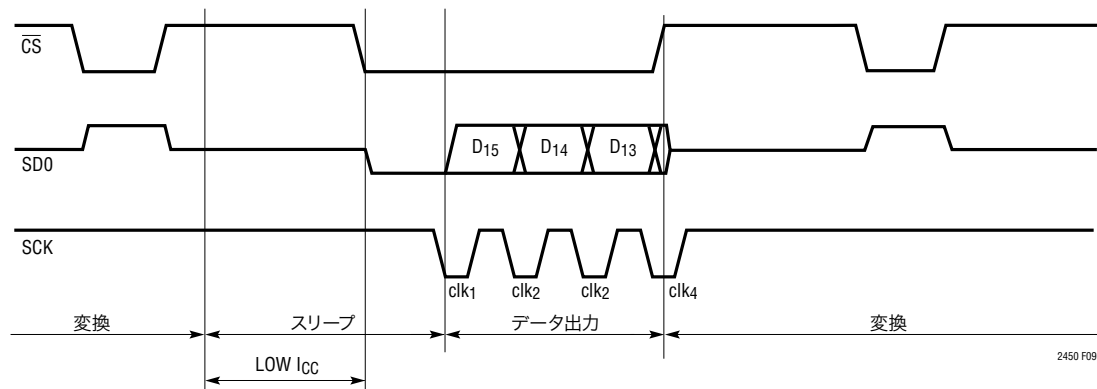 CS
SD0
D15 D14 D13
SCK
clk1 clk2 clk2 clk4
変換 スリープ データ出力 変換
LOW ICC
2450 F09